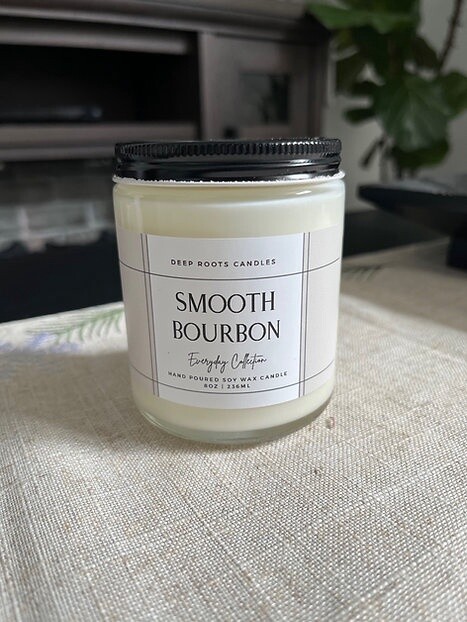 DEEP ROOTS CANDLES
SMOOTH
BOURBON
Everyday Collection
HAND POURED SOY WAX CANDLE
8OZ | 236ML